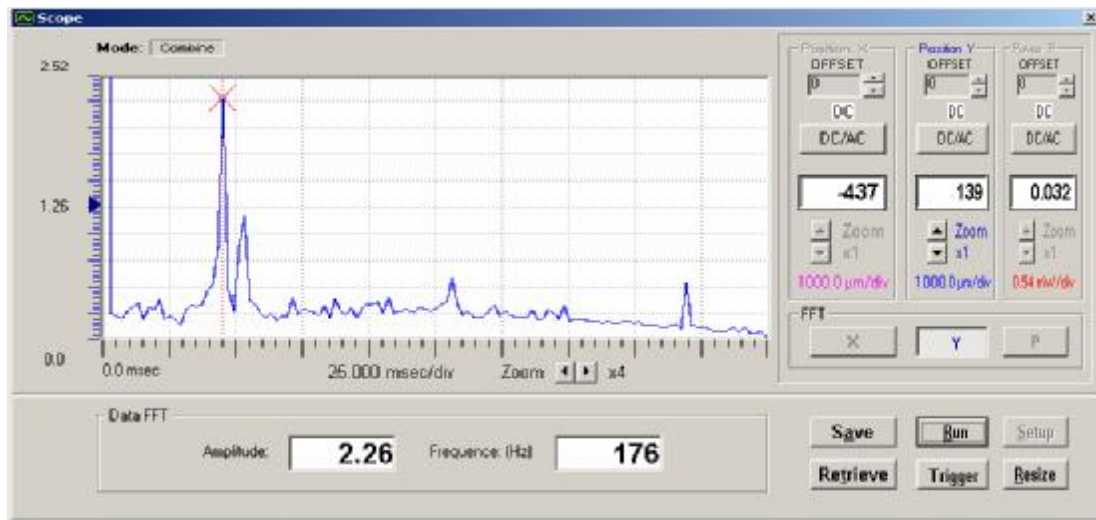 Scope
Mode: Combine
2.52
1.25
0.0
0.0 msec
25.000 msec/div
Zoom
x4
Position X
OFFSET
0
DC
DC/AC
-437
Zoom
x1
1000.0 µm/div
Position Y
OFFSET
0
DC
DC/AC
139
Zoom
x1
1000.0 µm/div
OFFSET
0
DC
DC/AC
0.032
Zoom
x1
0.54 mW/div
FFT
X
Y
P
Data FFT
Amplitude:
2.26
Frequence: (Hz)
176
Save
Run
Setup
Retrieve
Trigger
Resize